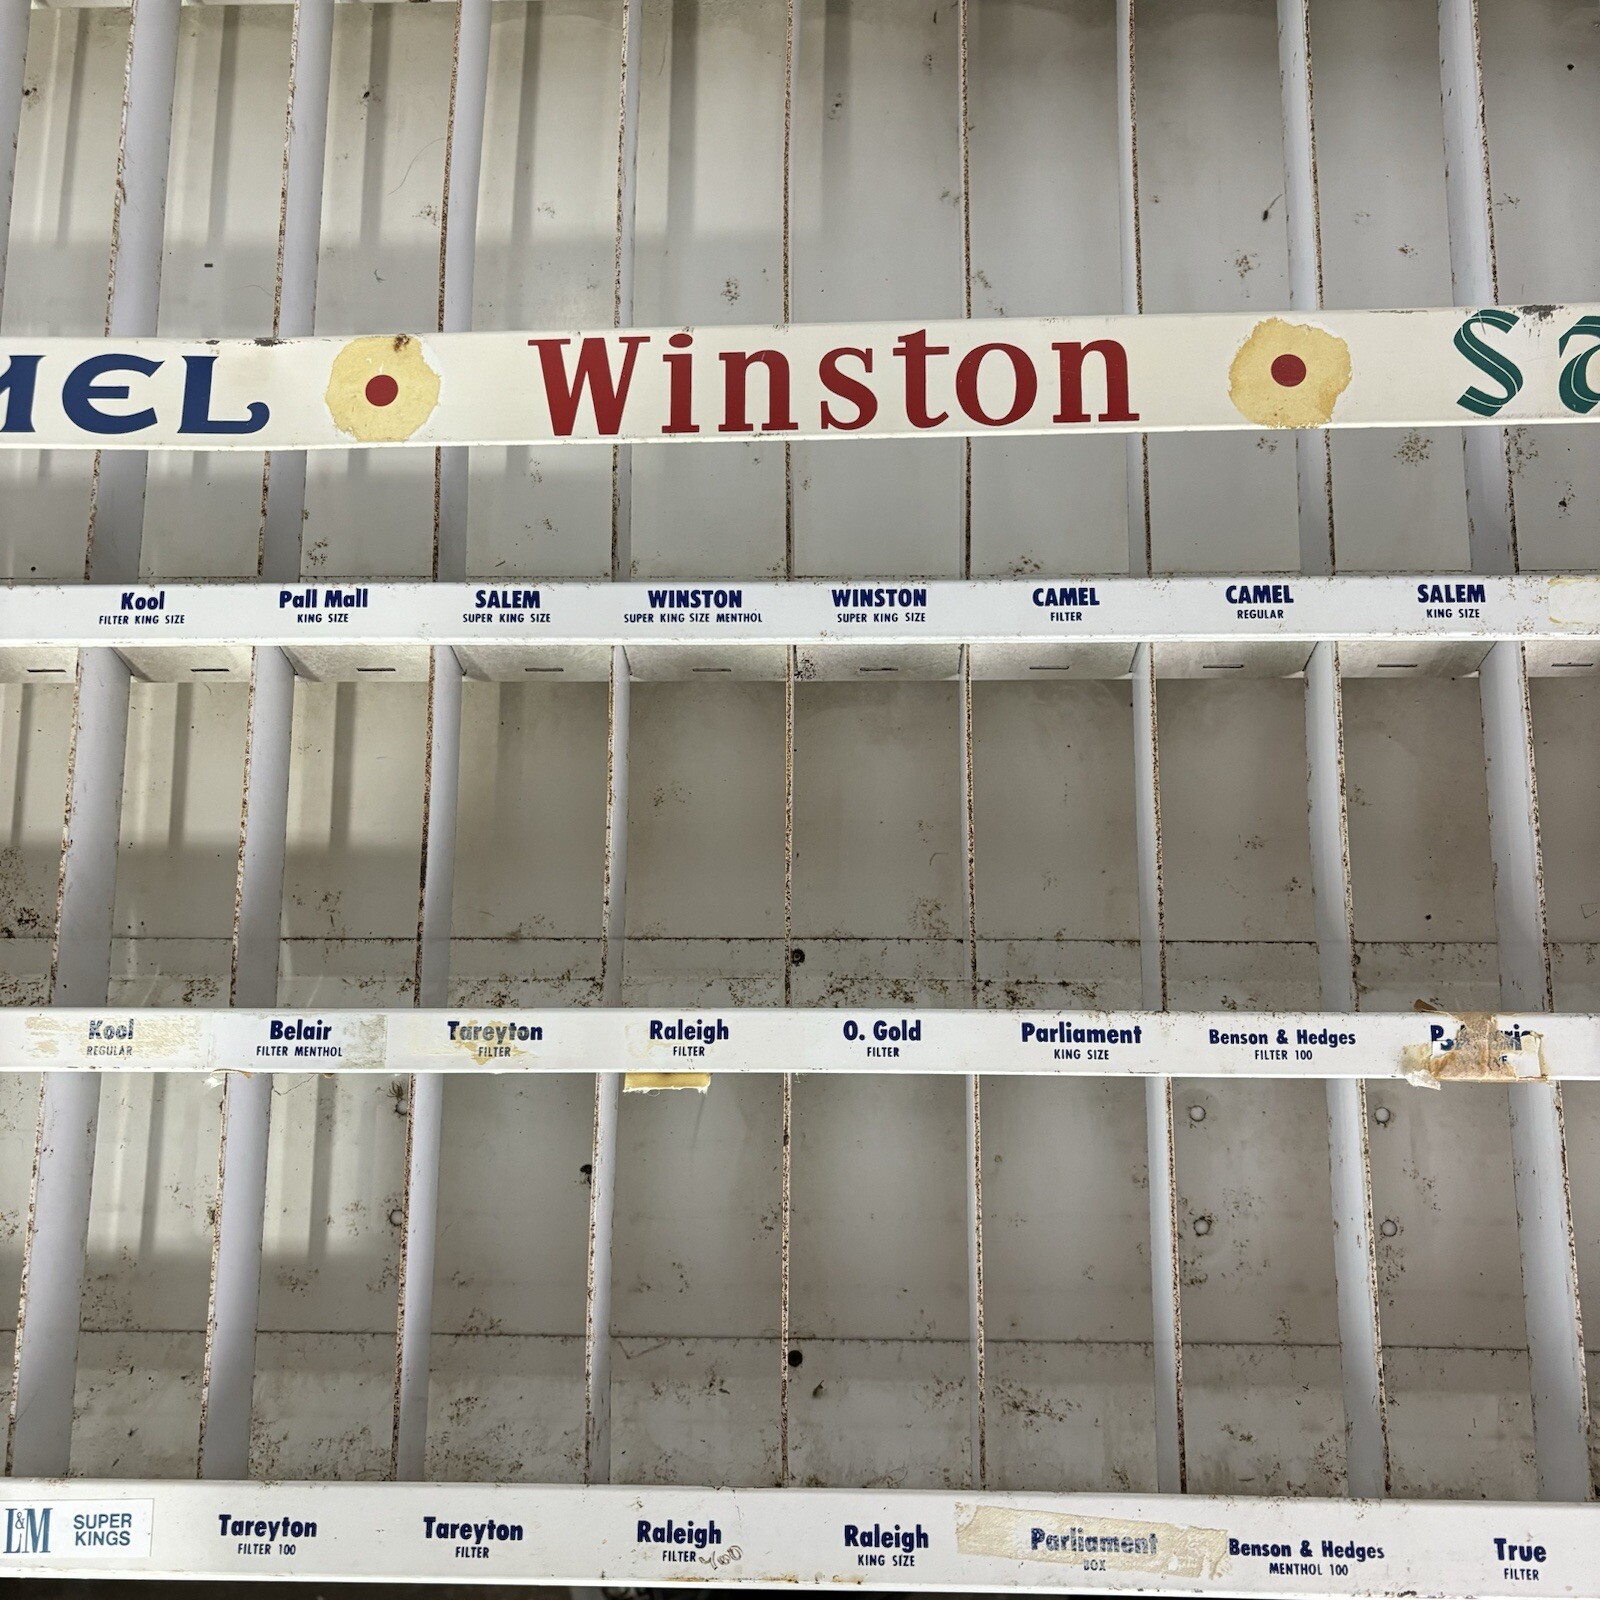 MEL Winston Sa
Kool Pall Mall SALEM WINSTON WINSTON CAMEL CAMEL SALEM
FILTER KING SIZE KING SIZE SUPER KING SIZE SUPER KING SIZE MENTHOL SUPER KING SIZE FILTER REGULAR KING SIZE
Kool Belair Tareyton Raleigh O. Gold Parliament Benson & Hedges
REGULAR FILTER MENTHOL FILTER FILTER FILTER KING SIZE FILTER 100
L&M SUPER KINGS Tareyton Tareyton Raleigh Raleigh Parliament Benson & Hedges True
FILTER 100 FILTER FILTER KING SIZE BOX MENTHOL 100 FILTER